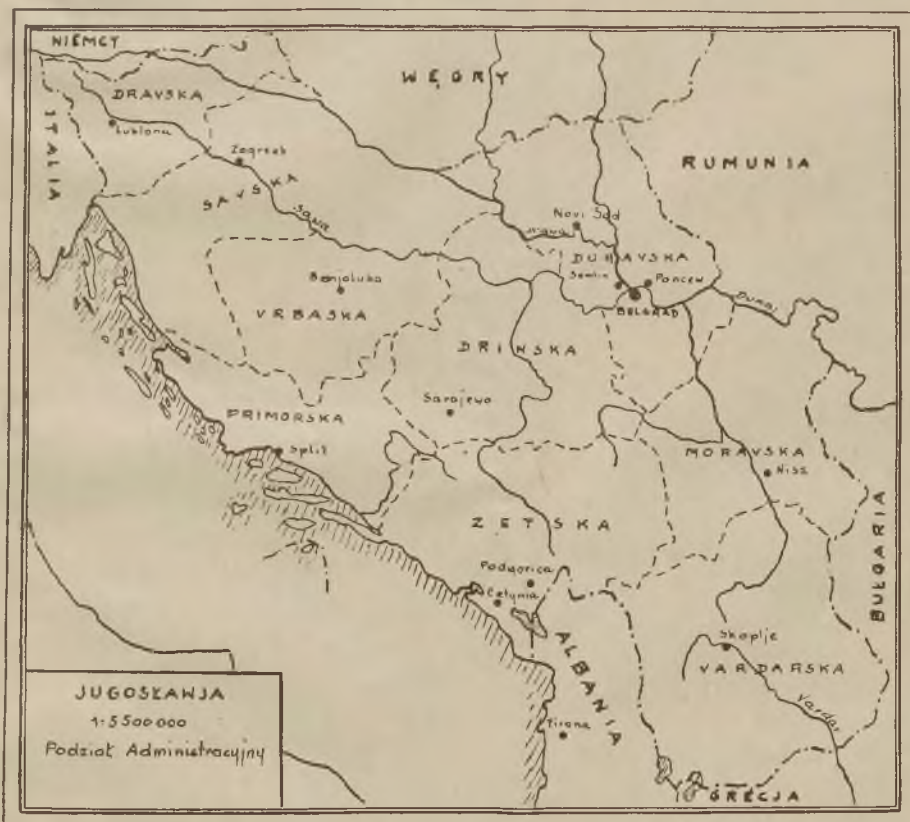 NIEMCY
WĘGRY
DRAVSKA
Lublana
ITALIA
RUMUNIA
Zagrzeb
SAVSKA
Sawa
Novi Sad
DUNAVSKA
Semlin
Pancew
BELGRAD
Dunaj
Banjaluka
VRBASKA
DRINSKA
Sarajewo
PRIMORSKA
Split
MORAVSKA
Nisz
ZETSKA
BUŁGARIA
Podgorica
Cetynia
ALBANIA
Skoplje
VARDARSKA
Vardar
Tirana
GRECJA
JUGOSŁAWJA
1:5500000
Podział Administracyjny